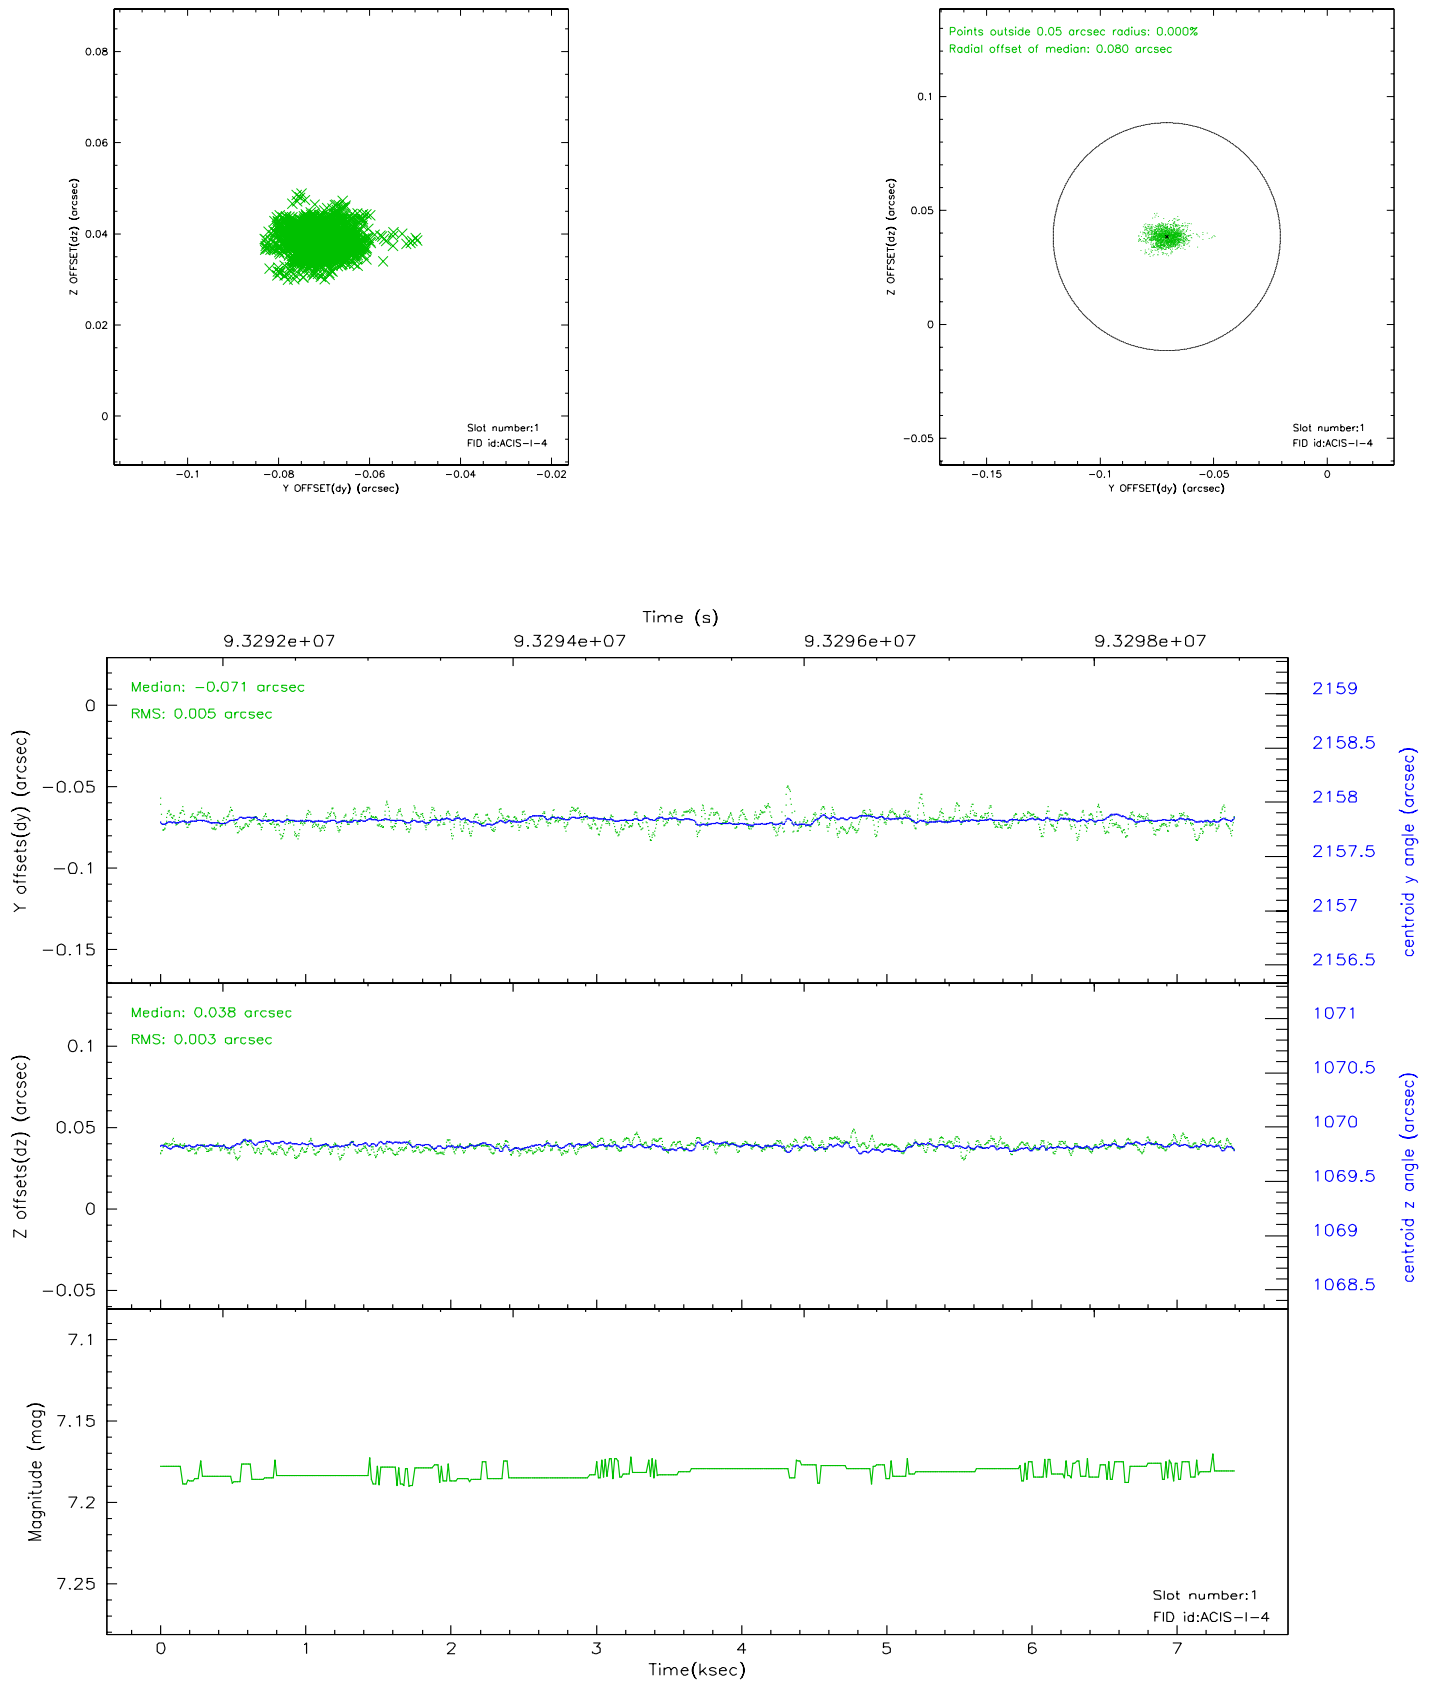 0.08
0.06
0.04
0.02
0
Z OFFSET(dz) (arcsec)
Slot number:1
FID id:ACIS-I-4
-0.1
-0.08
-0.06
-0.04
-0.02
Y OFFSET(dy) (arcsec)
Points outside 0.05 arcsec radius: 0.000%
Radial offset of median: 0.080 arcsec
0.1
0.05
0
-0.05
Z OFFSET(dz) (arcsec)
Slot number:1
FID id:ACIS-I-4
-0.15
-0.1
-0.05
0
Y OFFSET(dy) (arcsec)
Time (s)
9.3292e+07
9.3294e+07
9.3296e+07
9.3298e+07
Median: -0.071 arcsec
RMS: 0.005 arcsec
0
-0.05
-0.1
-0.15
Y offsets(dy) (arcsec)
2159
2158.5
2158
2157.5
2157
2156.5
centroid y angle (arcsec)
Median: 0.038 arcsec
RMS: 0.003 arcsec
0.1
0.05
0
-0.05
Z offsets(dz) (arcsec)
1071
1070.5
1070
1069.5
1069
1068.5
centroid z angle (arcsec)
7.1
7.15
7.2
7.25
Magnitude (mag)
Slot number:1
FID id:ACIS-I-4
0
1
2
3
4
5
6
7
Time(ksec)